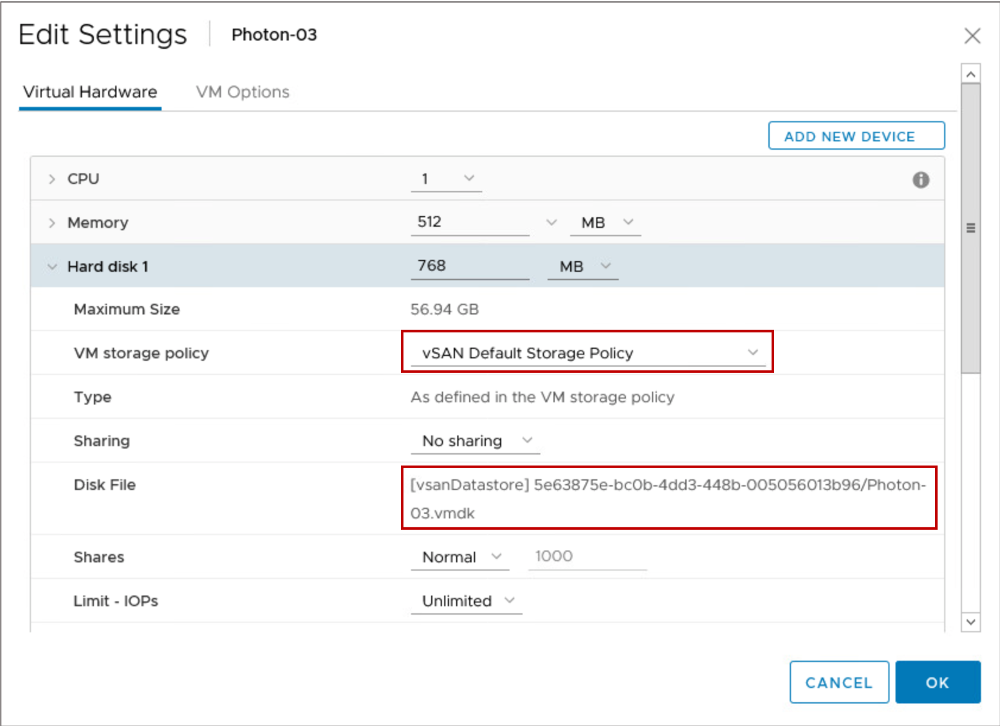 Edit Settings Photon-03
Virtual Hardware VM Options
ADD NEW DEVICE
CPU 1
Memory 512 MB
Hard disk 1 768 MB
Maximum Size 56.94 GB
VM storage policy vSAN Default Storage Policy
Type As defined in the VM storage policy
Sharing No sharing
Disk File [vsanDatastore] 5e63875e-bc0b-4dd3-448b-005056013b96/Photon-
03.vmdk
Shares Normal 1000
Limit - IOPs Unlimited
CANCEL OK